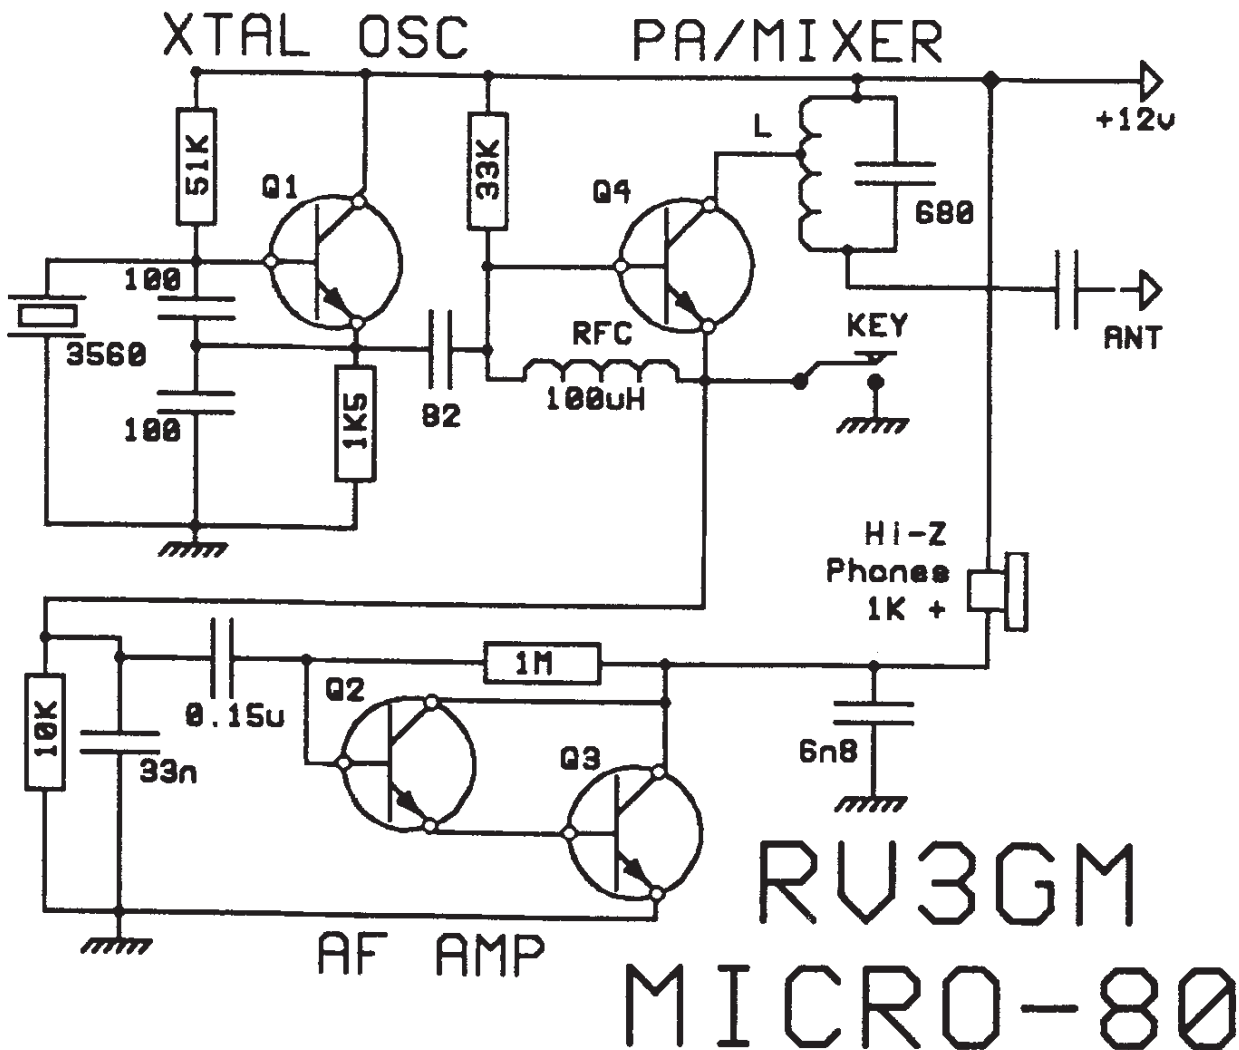 XTAL OSC
PA/MIXER
+12v
51K
Q1
33K
Q4
L
680
100
3560
RFC
KEY
ANT
100
1K5
82
100uH
Hi-Z
Phones
1K +
1M
Q2
10K
0.15u
33n
Q3
6n8
AF AMP
RV3GM
MICRO-80